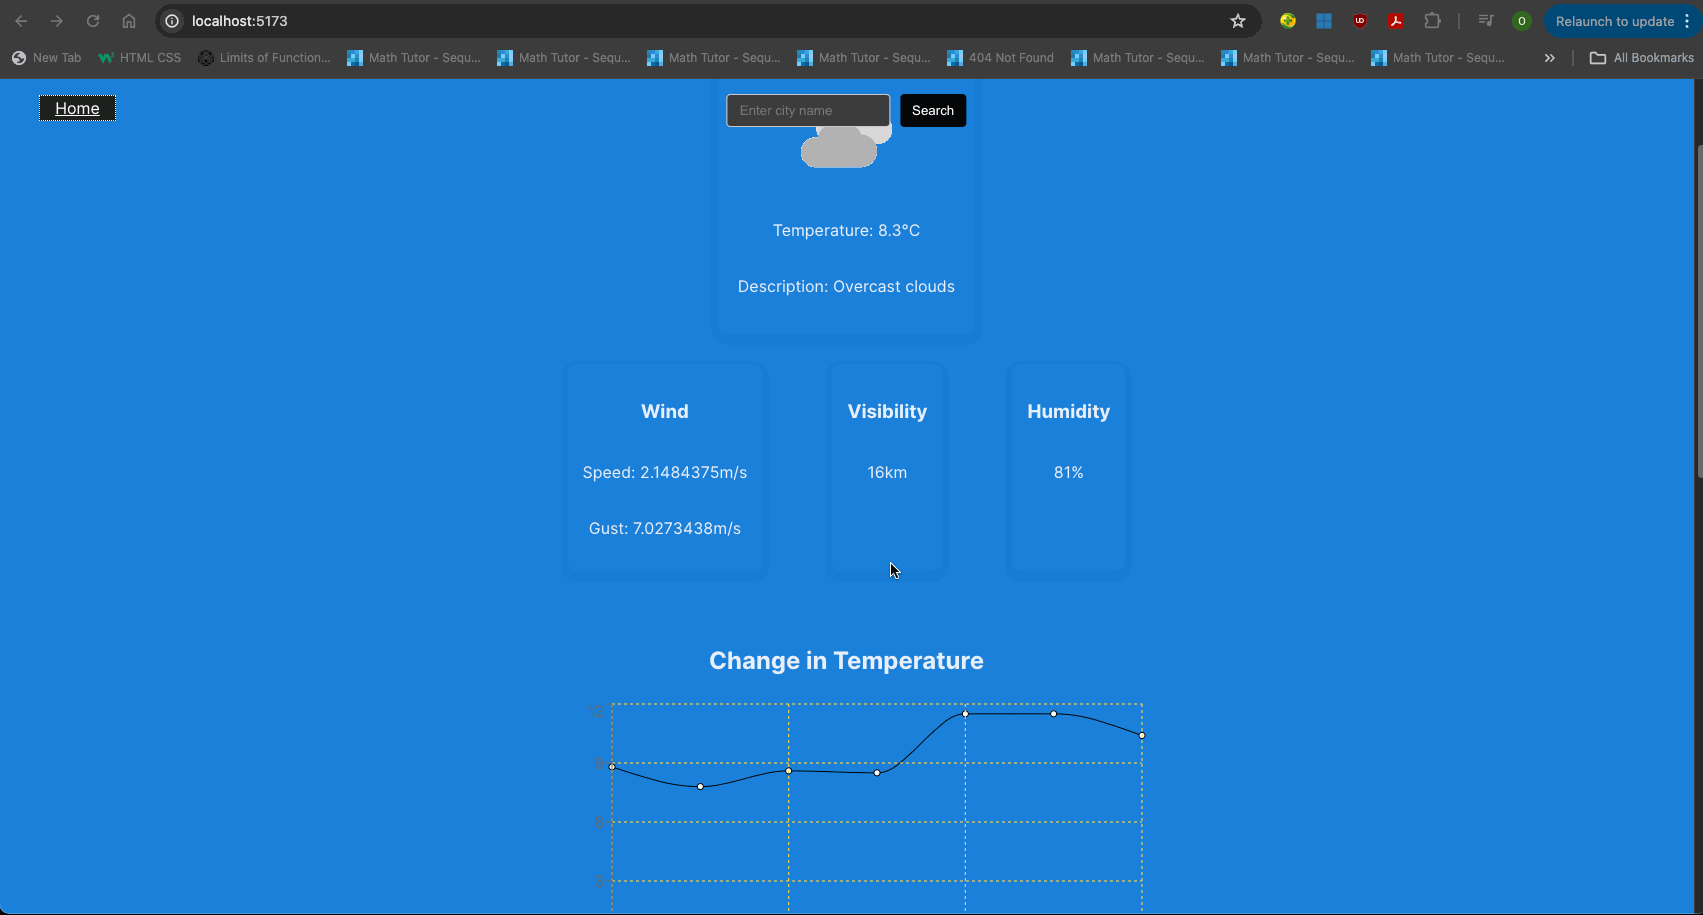 localhost:5173
O
Relaunch to update
New Tab
HTML CSS
Limits of Function...
Math Tutor - Sequ...
Math Tutor - Sequ...
Math Tutor - Sequ...
Math Tutor - Sequ...
404 Not Found
Math Tutor - Sequ...
Math Tutor - Sequ...
Math Tutor - Sequ...
All Bookmarks
Home
Enter city name
Search
Temperature: 8.3°C
Description: Overcast clouds
Wind
Visibility
Humidity
Speed: 2.1484375m/s
16km
81%
Gust: 7.0273438m/s
Change in Temperature
12
9
6
3